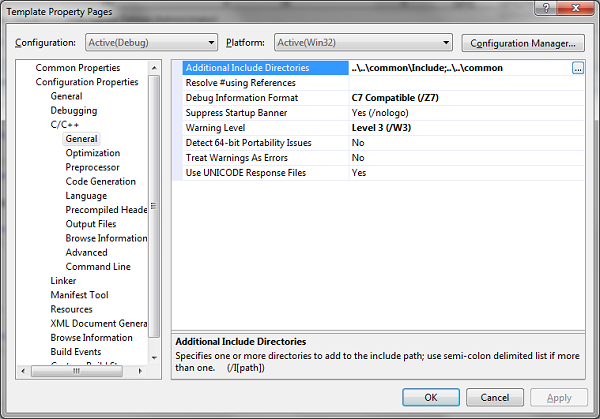 Template Property Pages
Configuration: Active(Debug) Platform: Active(Win32) Configuration Manager...
Common Properties
Configuration Properties
General
Debugging
C/C++
General
Optimization
Preprocessor
Code Generation
Language
Precompiled Heade
Output Files
Browse Information
Advanced
Command Line
Linker
Manifest Tool
Resources
XML Document Genera
Browse Information
Build Events
Additional Include Directories ..\..\common\Include;..\..\common ...
Resolve #using References
Debug Information Format C7 Compatible (/Z7)
Suppress Startup Banner Yes (/nologo)
Warning Level Level 3 (/W3)
Detect 64-bit Portability Issues No
Treat Warnings As Errors No
Use UNICODE Response Files Yes
Additional Include Directories
Specifies one or more directories to add to the include path; use semi-colon delimited list if more
than one. (/I[path])
OK Cancel Apply